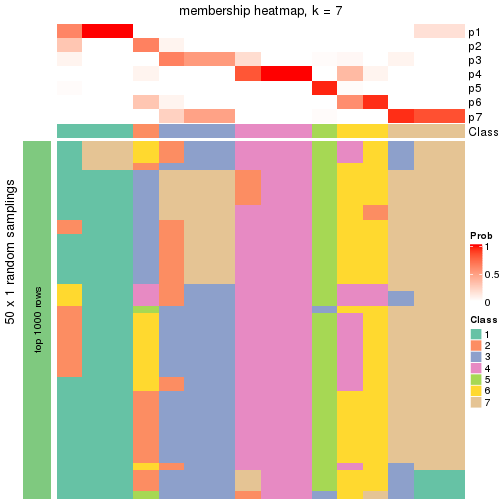 membership heatmap, k = 7
p1
p2
p3
p4
p5
p6
p7
Class
50 x 1 random samplings
top 1000 rows
Prob
1
0.5
0
Class
1
2
3
4
5
6
7